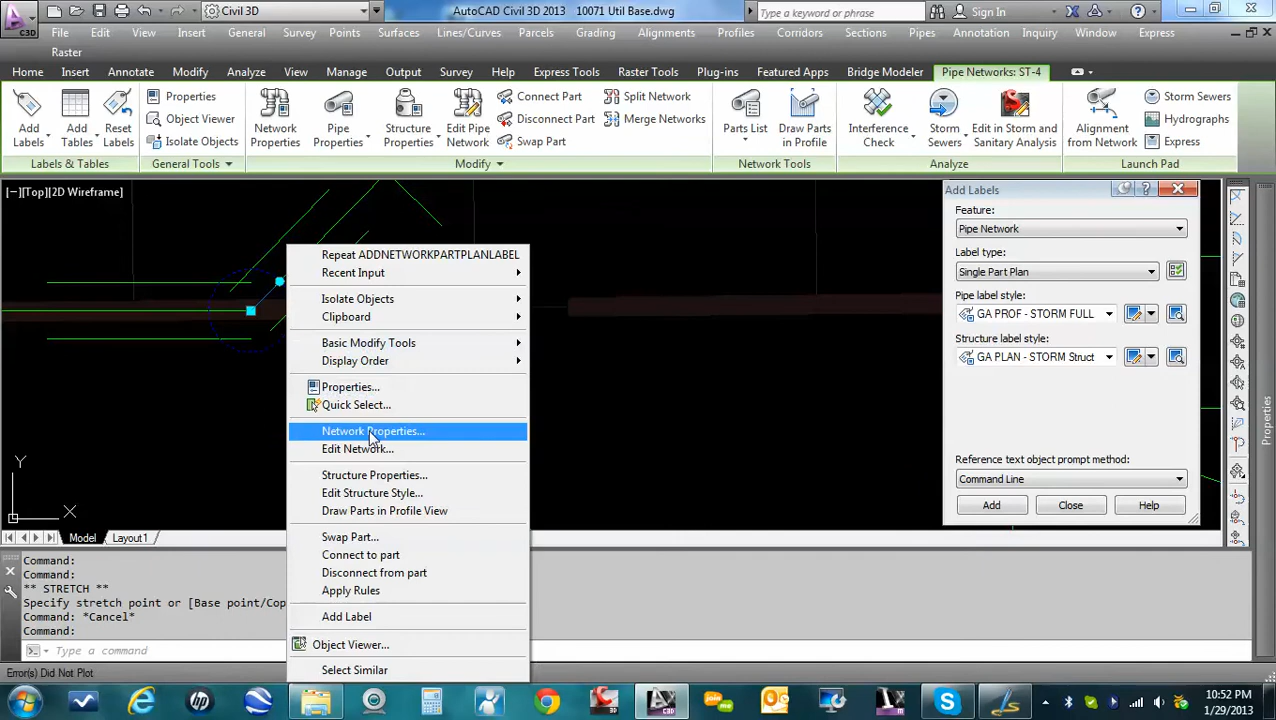 Civil 3D
AutoCAD Civil 3D 2013 10071 Util Base.dwg
Type a keyword or phrase
Sign In
C3D
File Edit View Insert General Survey Points Surfaces Lines/Curves Parcels Grading Alignments Profiles Corridors Sections Pipes Annotation Inquiry Window Express
Raster
Home Insert Annotate Modify Analyze View Manage Output Survey Help Express Tools Raster Tools Plug-ins Featured Apps Bridge Modeler Pipe Networks: ST-4
Add Labels
Add Tables
Reset Labels
Properties
Object Viewer
Isolate Objects
Network Properties
Pipe Properties
Structure Properties
Edit Pipe Network
Connect Part
Disconnect Part
Swap Part
Split Network
Merge Networks
Parts List
Draw Parts in Profile
Interference Check
Storm Sewers
Edit in Storm and Sanitary Analysis
Alignment from Network
Storm Sewers
Hydrographs
Express
Labels & Tables
General Tools
Modify
Network Tools
Analyze
Launch Pad
[−][Top][2D Wireframe]
Repeat ADDNETWORKPARTPLANLABEL
Recent Input
Isolate Objects
Clipboard
Basic Modify Tools
Display Order
Properties...
Quick Select...
Network Properties...
Edit Network...
Structure Properties...
Edit Structure Style...
Draw Parts in Profile View
Swap Part...
Connect to part
Disconnect from part
Apply Rules
Add Label
Object Viewer...
Select Similar
Add Labels
Feature:
Pipe Network
Label type:
Single Part Plan
Pipe label style:
GA PROF - STORM FULL
Structure label style:
GA PLAN - STORM Struct
Reference text object prompt method:
Command Line
Add
Close
Help
Properties
Y
X
Model
Layout1
Command:
Command:
** STRETCH **
Specify stretch point or [Base point/Cop
Command: *Cancel*
Command:
Type a command
Error(s) Did Not Plot
10:52 PM
1/29/2013